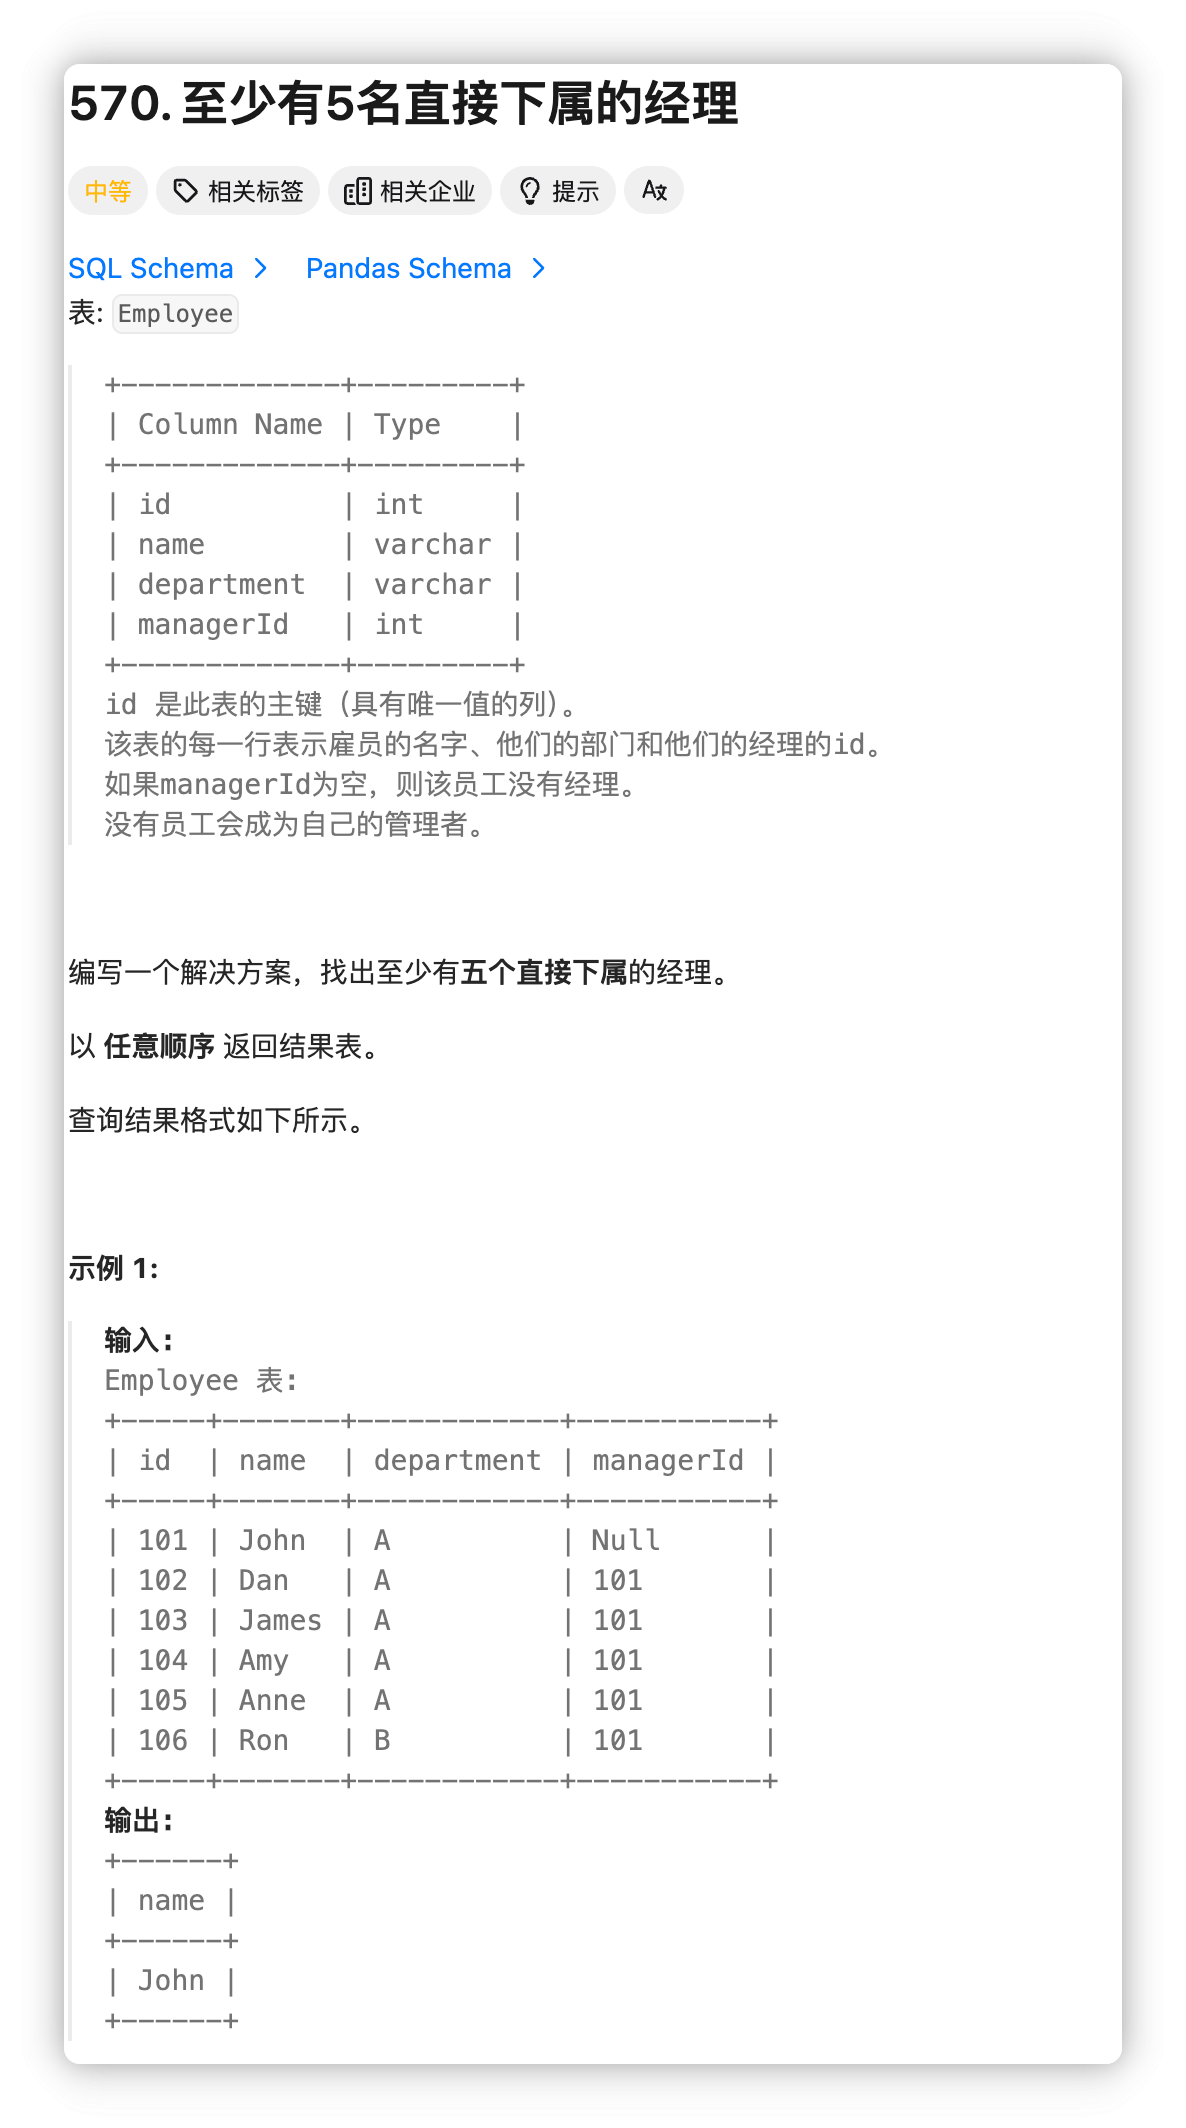 570. 至少有5名直接下属的经理
中等 相关标签 相关企业 提示 A文
SQL Schema > Pandas Schema >
表: Employee
+-------------+---------+
| Column Name | Type    |
+-------------+---------+
| id          | int     |
| name        | varchar |
| department  | varchar |
| managerId   | int     |
+-------------+---------+
id 是此表的主键（具有唯一值的列）。
该表的每一行表示雇员的名字、他们的部门和他们的经理的id。
如果managerId为空，则该员工没有经理。
没有员工会成为自己的管理者。
编写一个解决方案，找出至少有五个直接下属的经理。
以 任意顺序 返回结果表。
查询结果格式如下所示。
示例 1:
输入:
Employee 表:
+-----+-------+------------+-----------+
| id  | name  | department | managerId |
+-----+-------+------------+-----------+
| 101 | John  | A          | Null      |
| 102 | Dan   | A          | 101       |
| 103 | James | A          | 101       |
| 104 | Amy   | A          | 101       |
| 105 | Anne  | A          | 101       |
| 106 | Ron   | B          | 101       |
+-----+-------+------------+-----------+
输出:
+------+
| name |
+------+
| John |
+------+